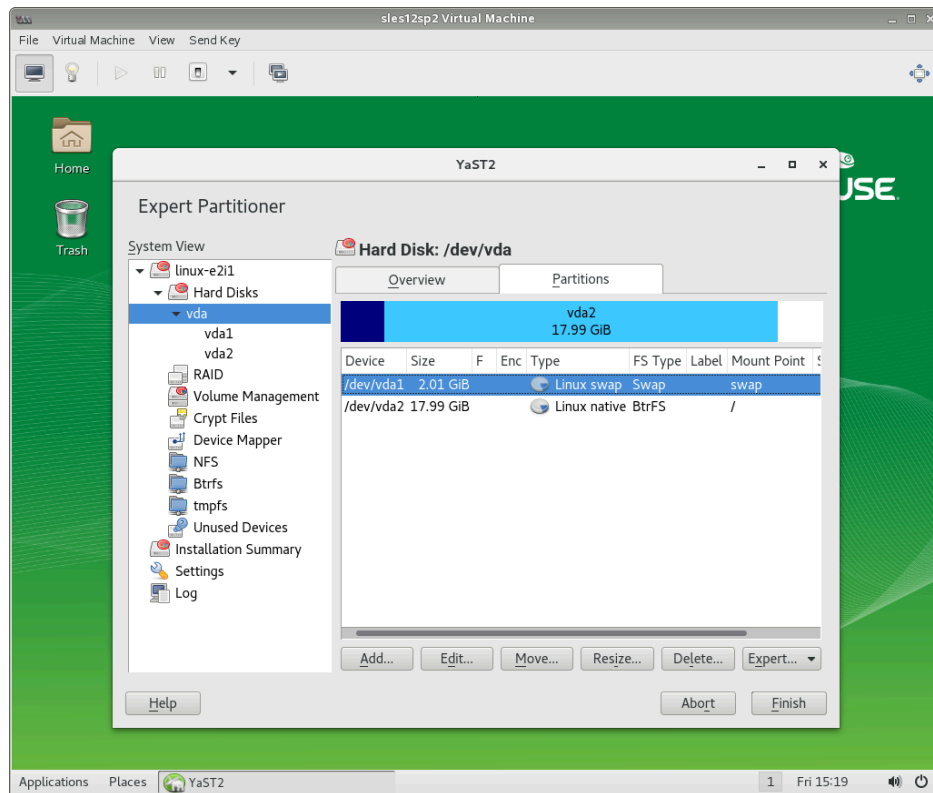 sles12sp2 Virtual Machine
File Virtual Machine View Send Key
Home
Trash
USE.
YaST2
Expert Partitioner
System View
linux-e2i1
Hard Disks
vda
vda1
vda2
RAID
Volume Management
Crypt Files
Device Mapper
NFS
Btrfs
tmpfs
Unused Devices
Installation Summary
Settings
Log
Hard Disk: /dev/vda
Overview Partitions
vda2
17.99 GiB
Device Size F Enc Type FS Type Label Mount Point S
/dev/vda1 2.01 GiB Linux swap Swap swap
/dev/vda2 17.99 GiB Linux native BtrFS /
Add... Edit... Move... Resize... Delete... Expert...
Help Abort Finish
Applications Places YaST2 1 Fri 15:19